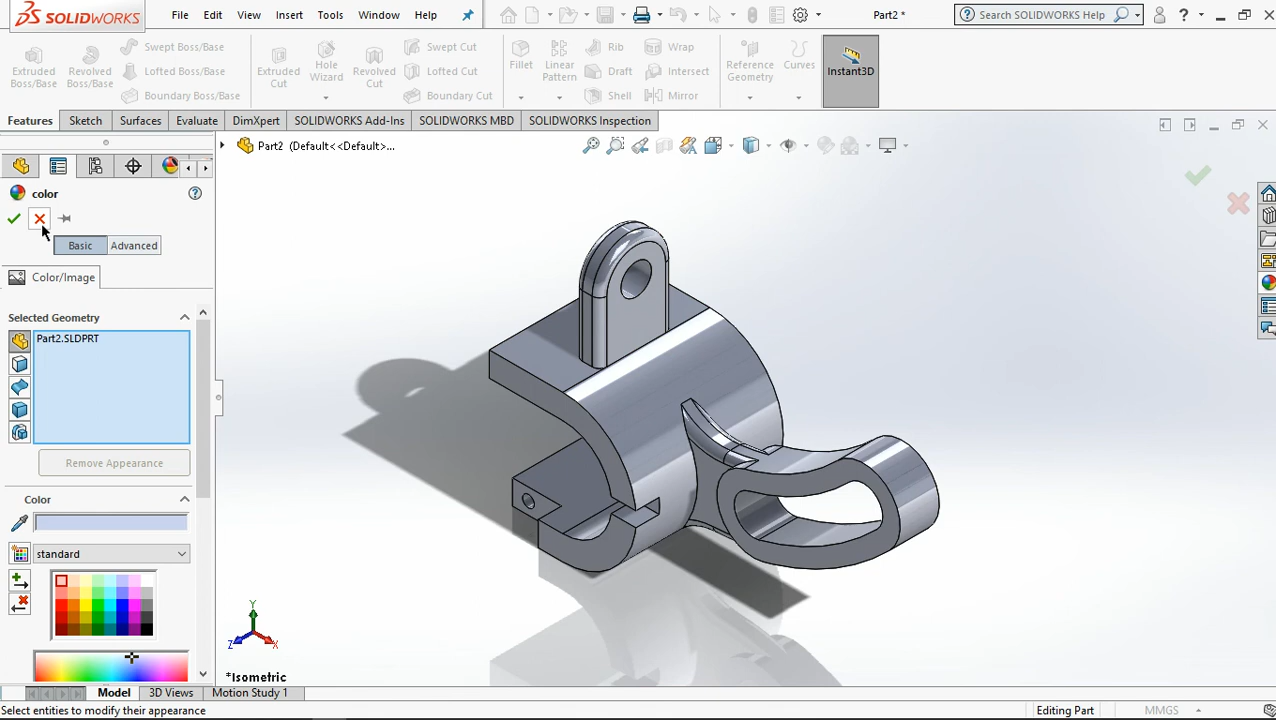 SOLIDWORKS File Edit View Insert Tools Window Help Part2 * Search SOLIDWORKS Help ?
Extruded Boss/Base Revolved Boss/Base Swept Boss/Base Lofted Boss/Base Boundary Boss/Base Extruded Cut Hole Wizard Revolved Cut Swept Cut Lofted Cut Boundary Cut Fillet Linear Pattern Rib Draft Shell Wrap Intersect Mirror Reference Geometry Curves Instant3D
Features Sketch Surfaces Evaluate DimXpert SOLIDWORKS Add-Ins SOLIDWORKS MBD SOLIDWORKS Inspection
Part2 (Default<<Default>...
color ?
Basic Advanced
Color/Image
Selected Geometry
Part2.SLDPRT
Remove Appearance
Color
standard
Y
Z X
*Isometric
Model 3D Views Motion Study 1
Select entities to modify their appearance Editing Part MMGS